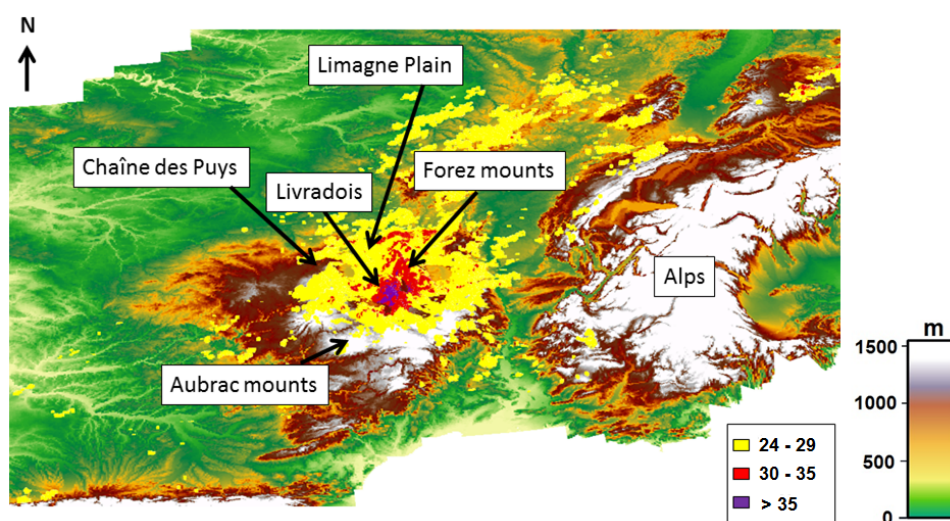 N
Limagne Plain
Chaîne des Puys
Livradois
Forez mounts
Alps
Aubrac mounts
m
1500
1000
500
0
24 - 29
30 - 35
> 35